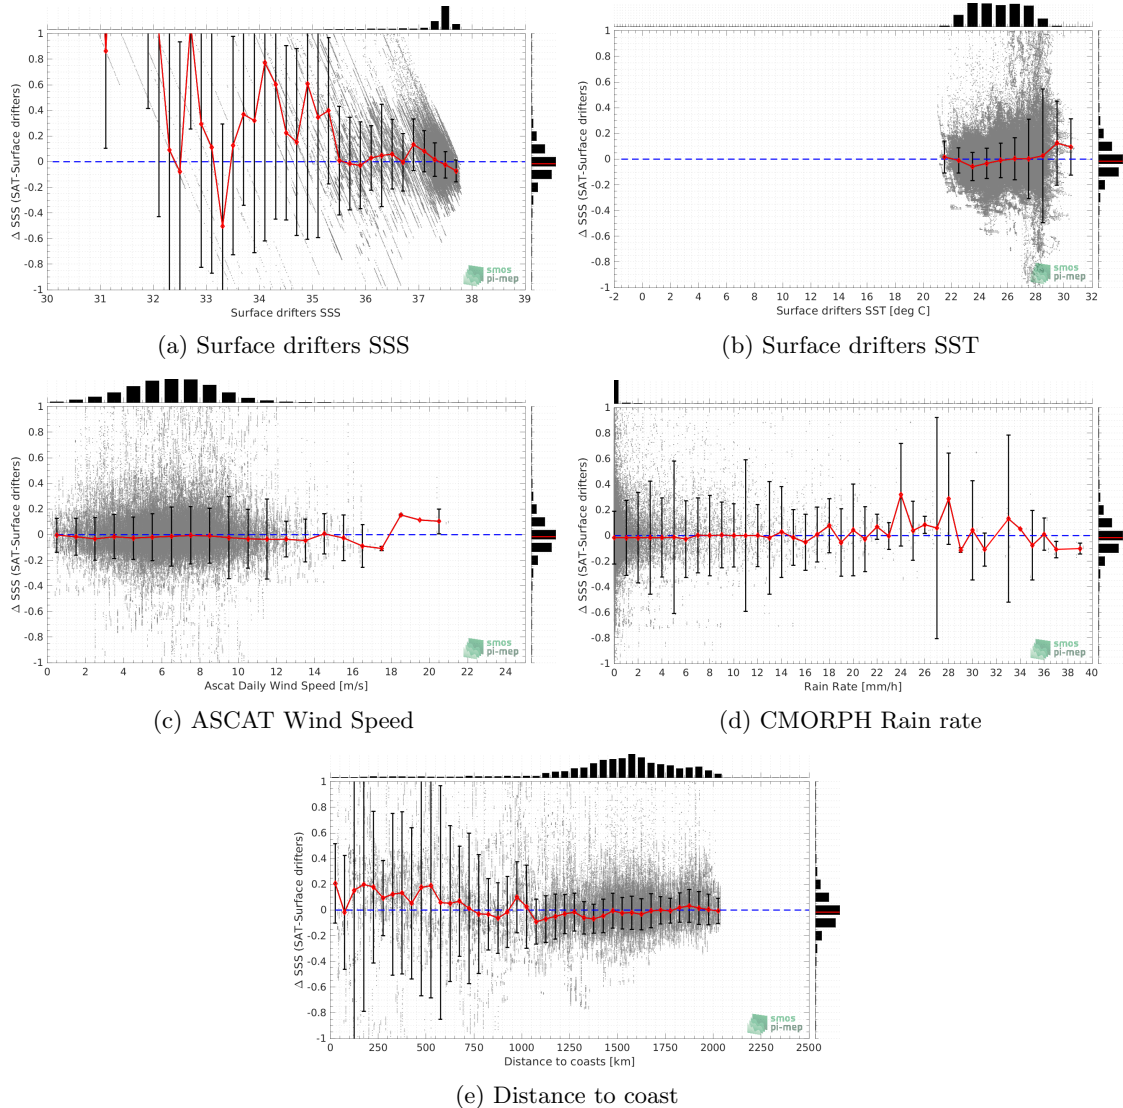 1
0.8
0.6
0.4
0.2
0
-0.2
-0.4
-0.6
-0.8
-1
Δ SSS (SAT-Surface drifters)
30 31 32 33 34 35 36 37 38 39
Surface drifters SSS
smos
pi-mep
(a) Surface drifters SSS
1
0.8
0.6
0.4
0.2
0
-0.2
-0.4
-0.6
-0.8
-1
Δ SSS (SAT-Surface drifters)
-2 0 2 4 6 8 10 12 14 16 18 20 22 24 26 28 30 32
Surface drifters SST [deg C]
smos
pi-mep
(b) Surface drifters SST
1
0.8
0.6
0.4
0.2
0
-0.2
-0.4
-0.6
-0.8
-1
Δ SSS (SAT-Surface drifters)
0 2 4 6 8 10 12 14 16 18 20 22 24
Ascat Daily Wind Speed [m/s]
smos
pi-mep
(c) ASCAT Wind Speed
1
0.8
0.6
0.4
0.2
0
-0.2
-0.4
-0.6
-0.8
-1
Δ SSS (SAT-Surface drifters)
0 2 4 6 8 10 12 14 16 18 20 22 24 26 28 30 32 34 36 38 40
Rain Rate [mm/h]
smos
pi-mep
(d) CMORPH Rain rate
1
0.8
0.6
0.4
0.2
0
-0.2
-0.4
-0.6
-0.8
-1
Δ SSS (SAT-Surface drifters)
0 250 500 750 1000 1250 1500 1750 2000 2250 2500
Distance to coasts [km]
smos
pi-mep
(e) Distance to coast